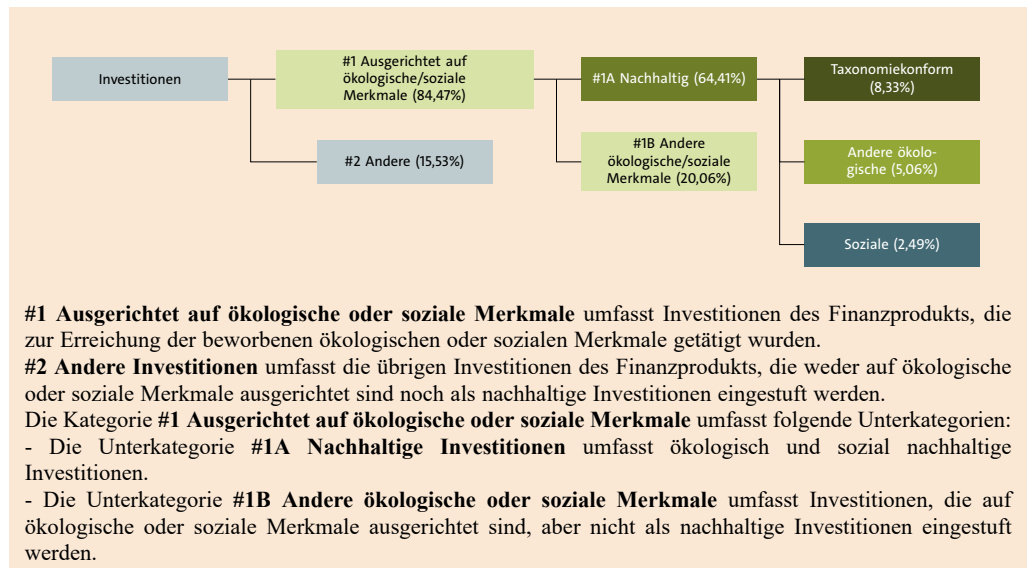 Investitionen
#1 Ausgerichtet auf
ökologische/soziale
Merkmale (84,47%)
#2 Andere (15,53%)
#1A Nachhaltig (64,41%)
#1B Andere
ökologische/soziale
Merkmale (20,06%)
Taxonomiekonform
(8,33%)
Andere ökolo-
gische (5,06%)
Soziale (2,49%)
#1 Ausgerichtet auf ökologische oder soziale Merkmale umfasst Investitionen des Finanzprodukts, die
zur Erreichung der beworbenen ökologischen oder sozialen Merkmale getätigt wurden.
#2 Andere Investitionen umfasst die übrigen Investitionen des Finanzprodukts, die weder auf ökologische
oder soziale Merkmale ausgerichtet sind noch als nachhaltige Investitionen eingestuft werden.
Die Kategorie #1 Ausgerichtet auf ökologische oder soziale Merkmale umfasst folgende Unterkategorien:
- Die Unterkategorie #1A Nachhaltige Investitionen umfasst ökologisch und sozial nachhaltige
Investitionen.
- Die Unterkategorie #1B Andere ökologische oder soziale Merkmale umfasst Investitionen, die auf
ökologische oder soziale Merkmale ausgerichtet sind, aber nicht als nachhaltige Investitionen eingestuft
werden.